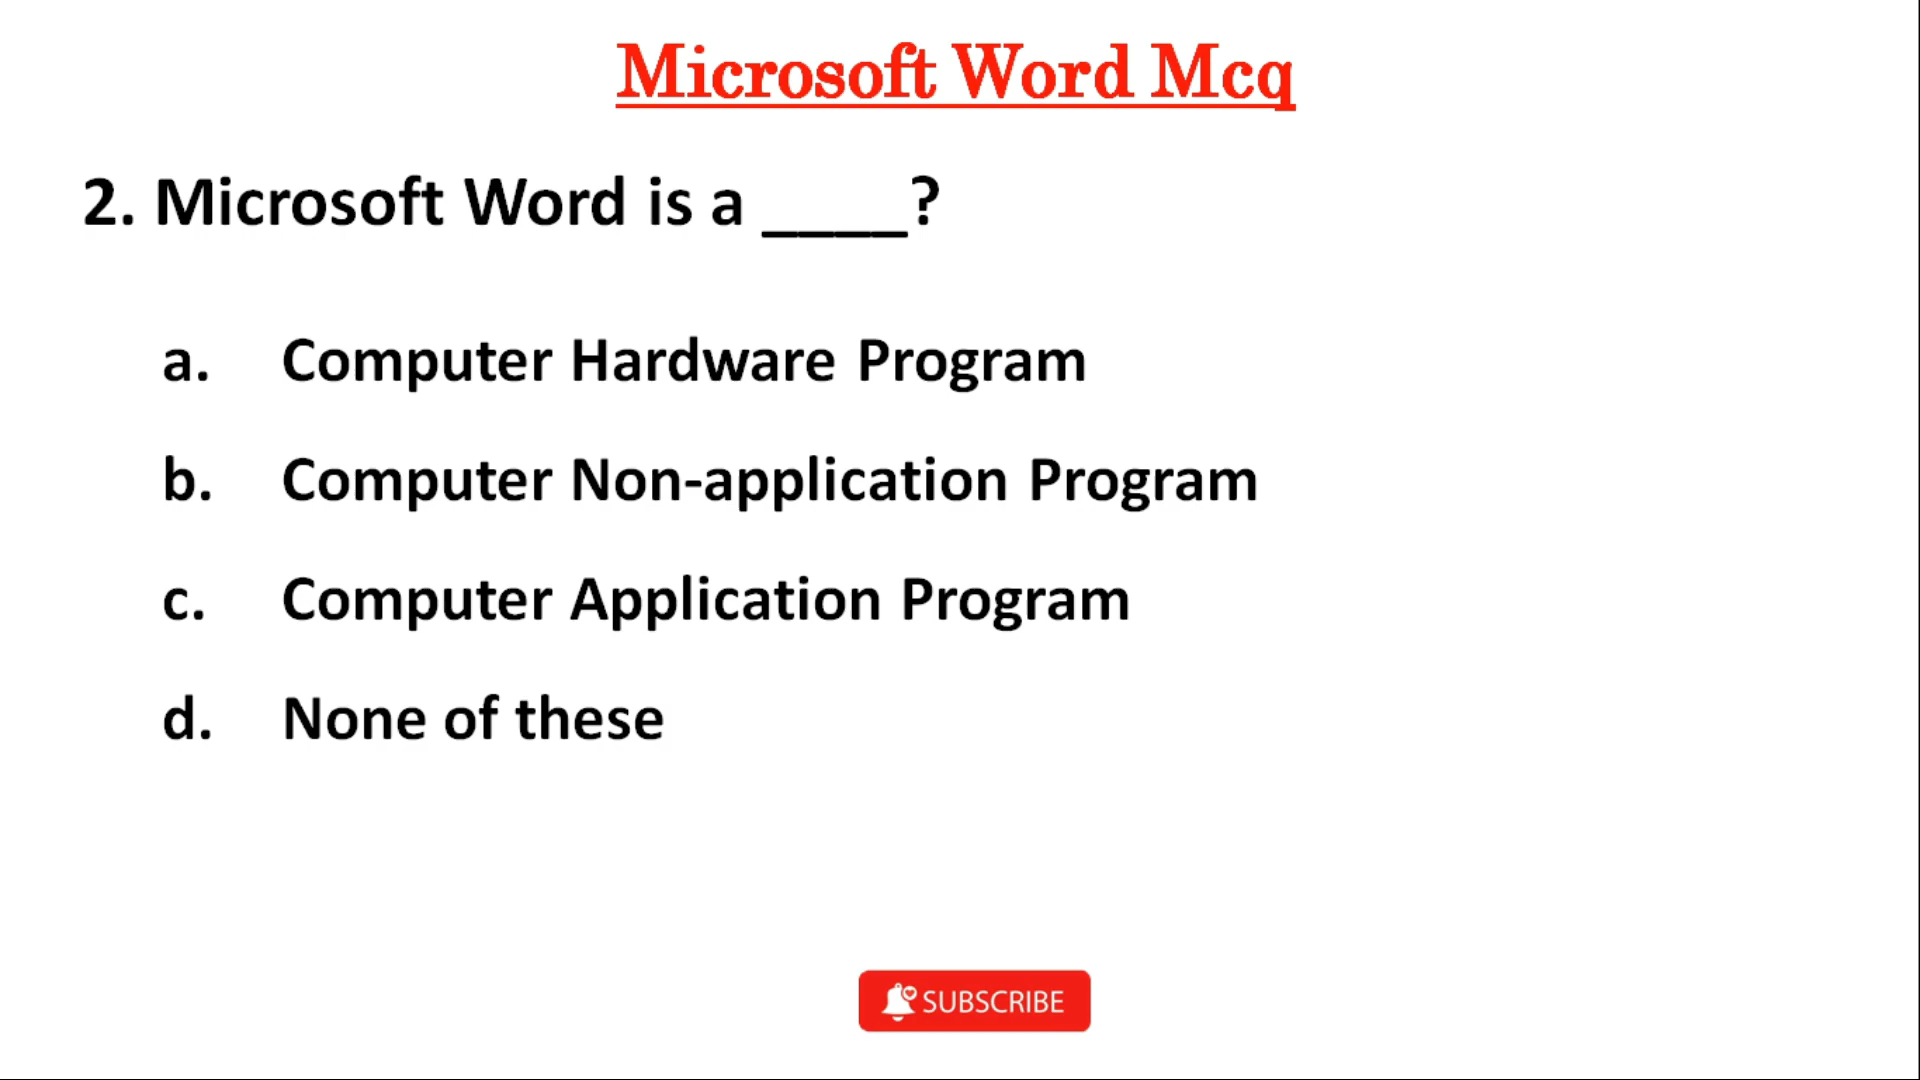 Microsoft Word Mcq
2. Microsoft Word is a ____?
a. Computer Hardware Program
b. Computer Non-application Program
c. Computer Application Program
d. None of these
SUBSCRIBE